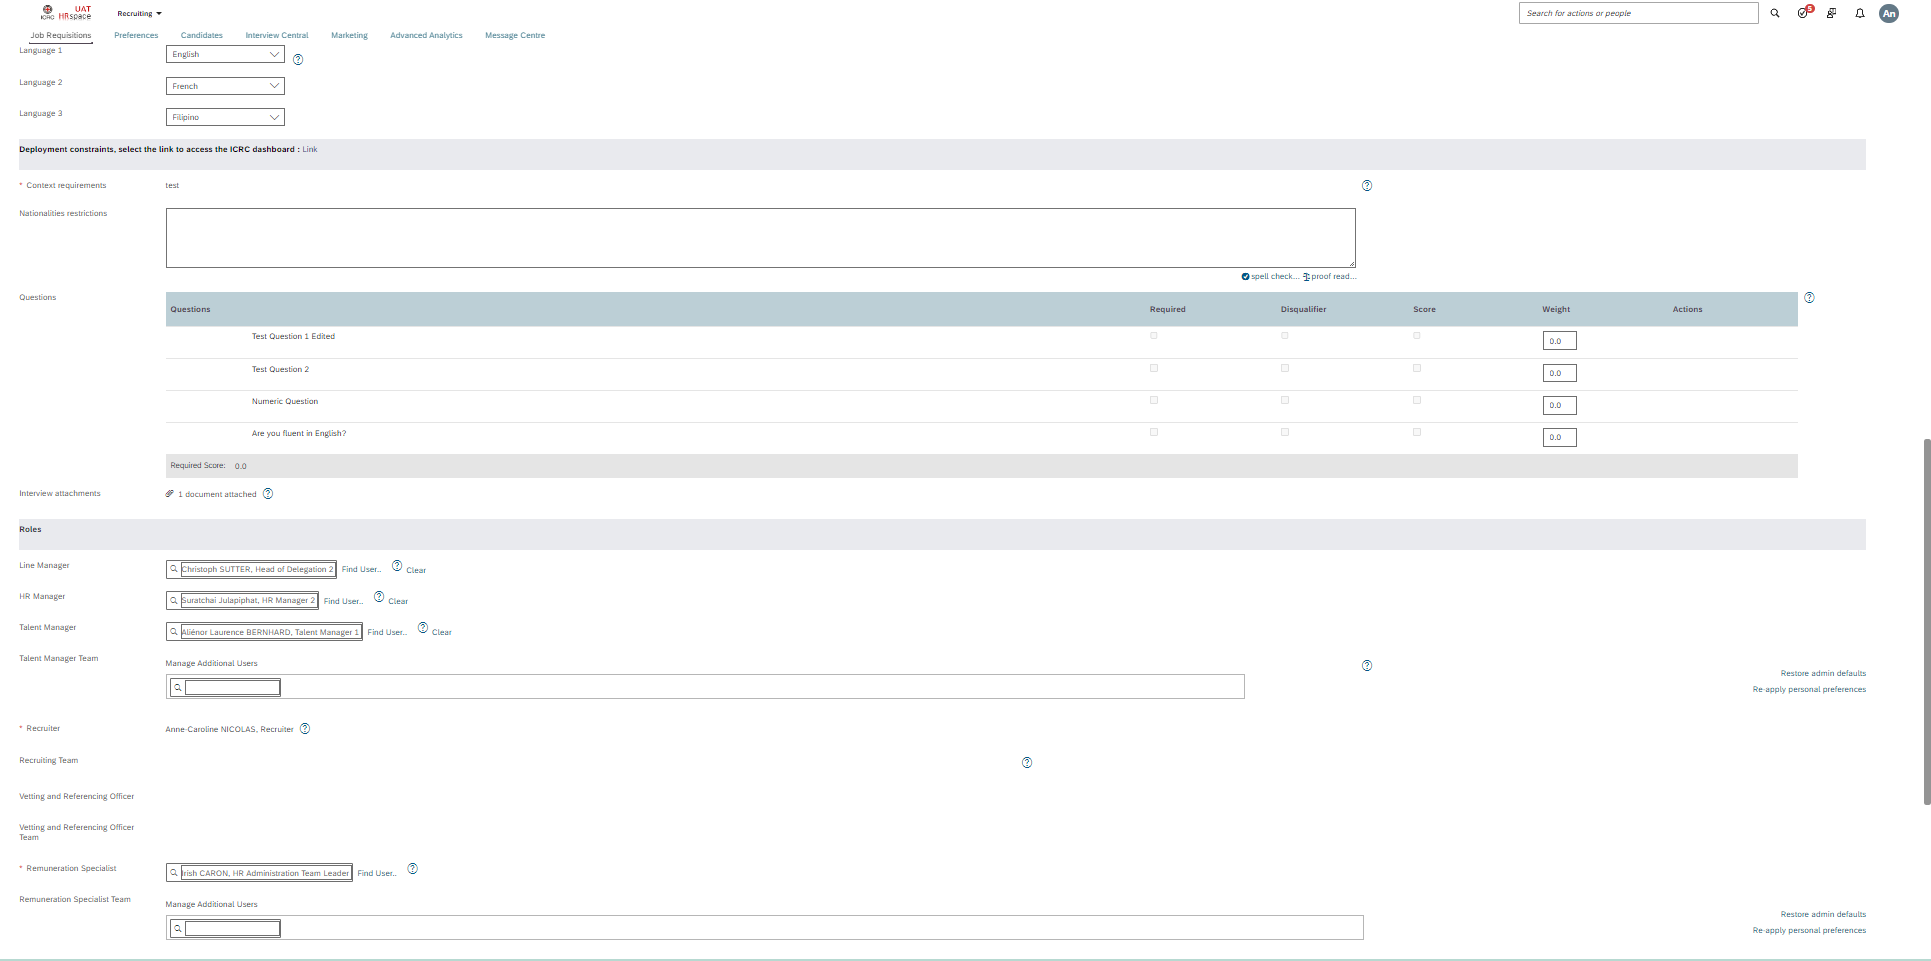 ICRC
UAT
HRspace
Recruiting
Search for actions or people
5
An
Job Requisitions
Preferences
Candidates
Interview Central
Marketing
Advanced Analytics
Message Centre
Language 1
English
Language 2
French
Language 3
Filipino
Deployment constraints, select the link to access the ICRC dashboard : Link
* Context requirements
test
Nationalities restrictions
spell check... proof read...
Questions
Questions
Required
Disqualifier
Score
Weight
Actions
Test Question 1 Edited
0.0
Test Question 2
0.0
Numeric Question
0.0
Are you fluent in English?
0.0
Required Score: 0.0
Interview attachments
1 document attached
Roles
Line Manager
Christoph SUTTER, Head of Delegation 2
Find User..
Clear
HR Manager
Suratchai Julapiphat, HR Manager 2
Find User..
Clear
Talent Manager
Aliénor Laurence BERNHARD, Talent Manager 1
Find User..
Clear
Talent Manager Team
Manage Additional Users
Restore admin defaults
Re-apply personal preferences
* Recruiter
Anne-Caroline NICOLAS, Recruiter
Recruiting Team
Vetting and Referencing Officer
Vetting and Referencing Officer
Team
* Remuneration Specialist
Irish CARON, HR Administration Team Leader
Find User..
Remuneration Specialist Team
Manage Additional Users
Restore admin defaults
Re-apply personal preferences